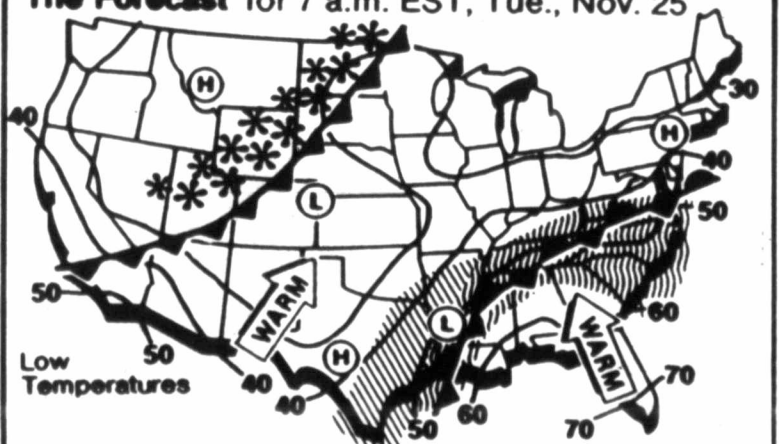 The Forecast for 7 a.m. EST, Tue., Nov. 25
H
30
40
H
40
L
50
50
WARM
L
60
WARM
50
H
Low
Temperatures
40
40
50
60
70
70